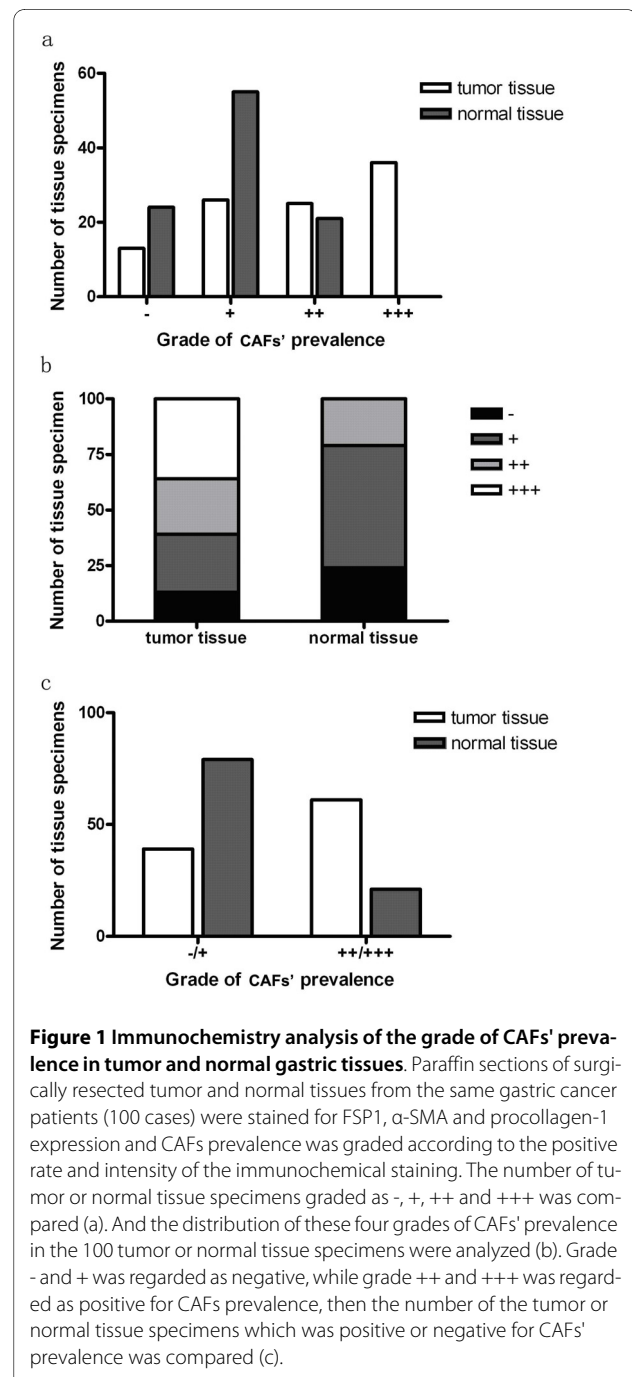 a
60
40
20
0
Number of tissue specimens
tumor tissue
normal tissue
- + ++ +++
Grade of CAFs' prevalence
b
100
75
50
25
0
Number of tissue specimen
-
+
++
+++
tumor tissue normal tissue
c
100
50
0
Number of tissue specimens
tumor tissue
normal tissue
-/+ ++/+++
Grade of CAFs' prevalence
Figure 1 Immunochemistry analysis of the grade of CAFs' preva-
lence in tumor and normal gastric tissues. Paraffin sections of surgi-
cally resected tumor and normal tissues from the same gastric cancer
patients (100 cases) were stained for FSP1, α-SMA and procollagen-1
expression and CAFs prevalence was graded according to the positive
rate and intensity of the immunochemical staining. The number of tu-
mor or normal tissue specimens graded as -, +, ++ and +++ was com-
pared (a). And the distribution of these four grades of CAFs' prevalence
in the 100 tumor or normal tissue specimens were analyzed (b). Grade
- and + was regarded as negative, while grade ++ and +++ was regard-
ed as positive for CAFs prevalence, then the number of the tumor or
normal tissue specimens which was positive or negative for CAFs'
prevalence was compared (c).